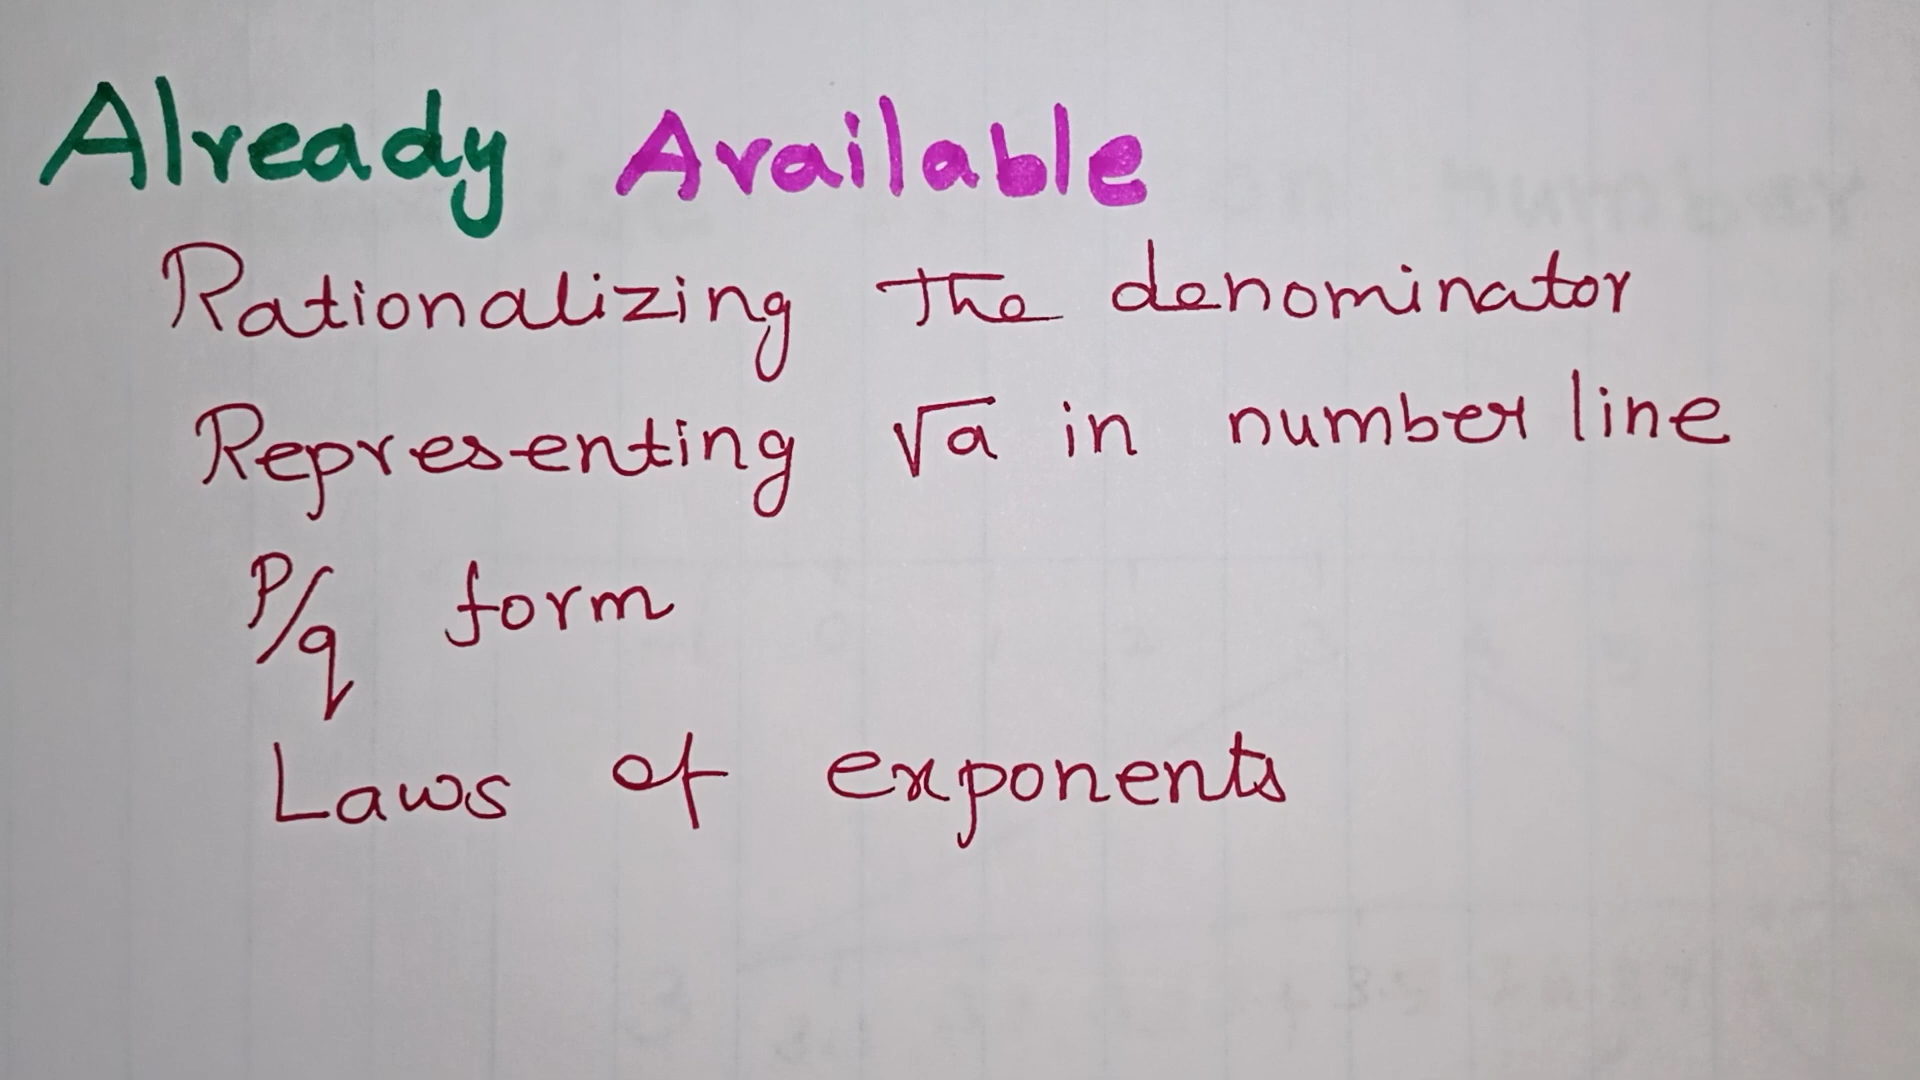 Already Available
Rationalizing the denominator
Representing √a in number line
P/q form
Laws of exponents